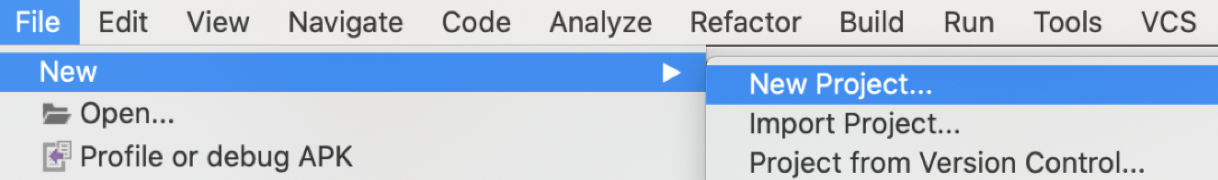 File Edit View Navigate Code Analyze Refactor Build Run Tools VCS
New
Open...
Profile or debug APK
New Project...
Import Project...
Project from Version Control...